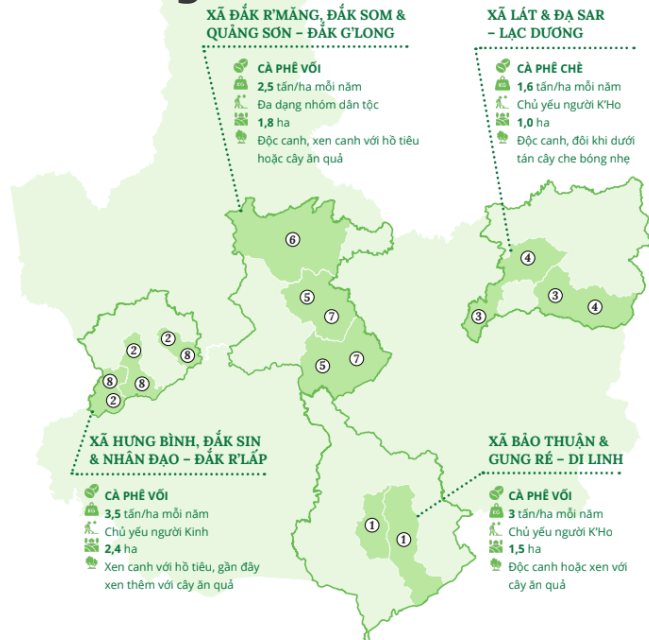 XÃ ĐẮK R'MĂNG, ĐẮK SOM &
QUẢNG SƠN – ĐẮK G'LONG
CÀ PHÊ VỐI
KG
2,5 tấn/ha mỗi năm
Đa dạng nhóm dân tộc
1,8 ha
Độc canh, xen canh với hồ tiêu
hoặc cây ăn quả
XÃ LÁT & ĐẠ SAR
– LẠC DƯƠNG
CÀ PHÊ CHÈ
KG
1,6 tấn/ha mỗi năm
Chủ yếu người K'Ho
1,0 ha
Độc canh, đôi khi dưới
tán cây che bóng nhẹ
6
5
7
5
7
4
3
4
3
2
2
8
8
8
2
1
1
XÃ HƯNG BÌNH, ĐẮK SIN
& NHÂN ĐẠO – ĐẮK R'LẤP
CÀ PHÊ VỐI
KG
3,5 tấn/ha mỗi năm
Chủ yếu người Kinh
2,4 ha
Xen canh với hồ tiêu, gần đây
xen thêm với cây ăn quả
XÃ BẢO THUẬN &
GUNG RÉ – DI LINH
CÀ PHÊ VỐI
KG
3 tấn/ha mỗi năm
Chủ yếu người K'Ho
1,5 ha
Độc canh hoặc xen với
cây ăn quả